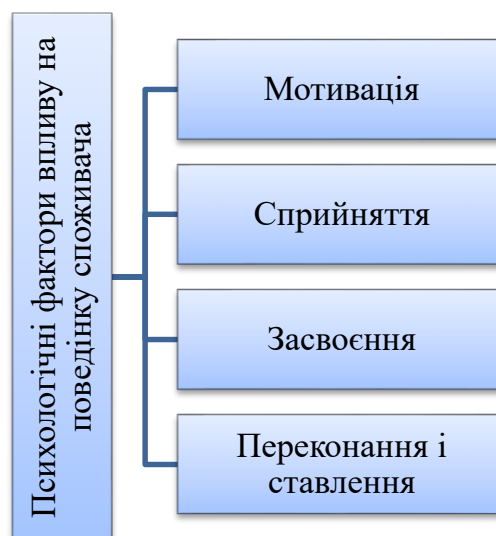 Психологічні фактори впливу на
поведінку споживача
Мотивація
Сприйняття
Засвоєння
Переконання і
ставлення